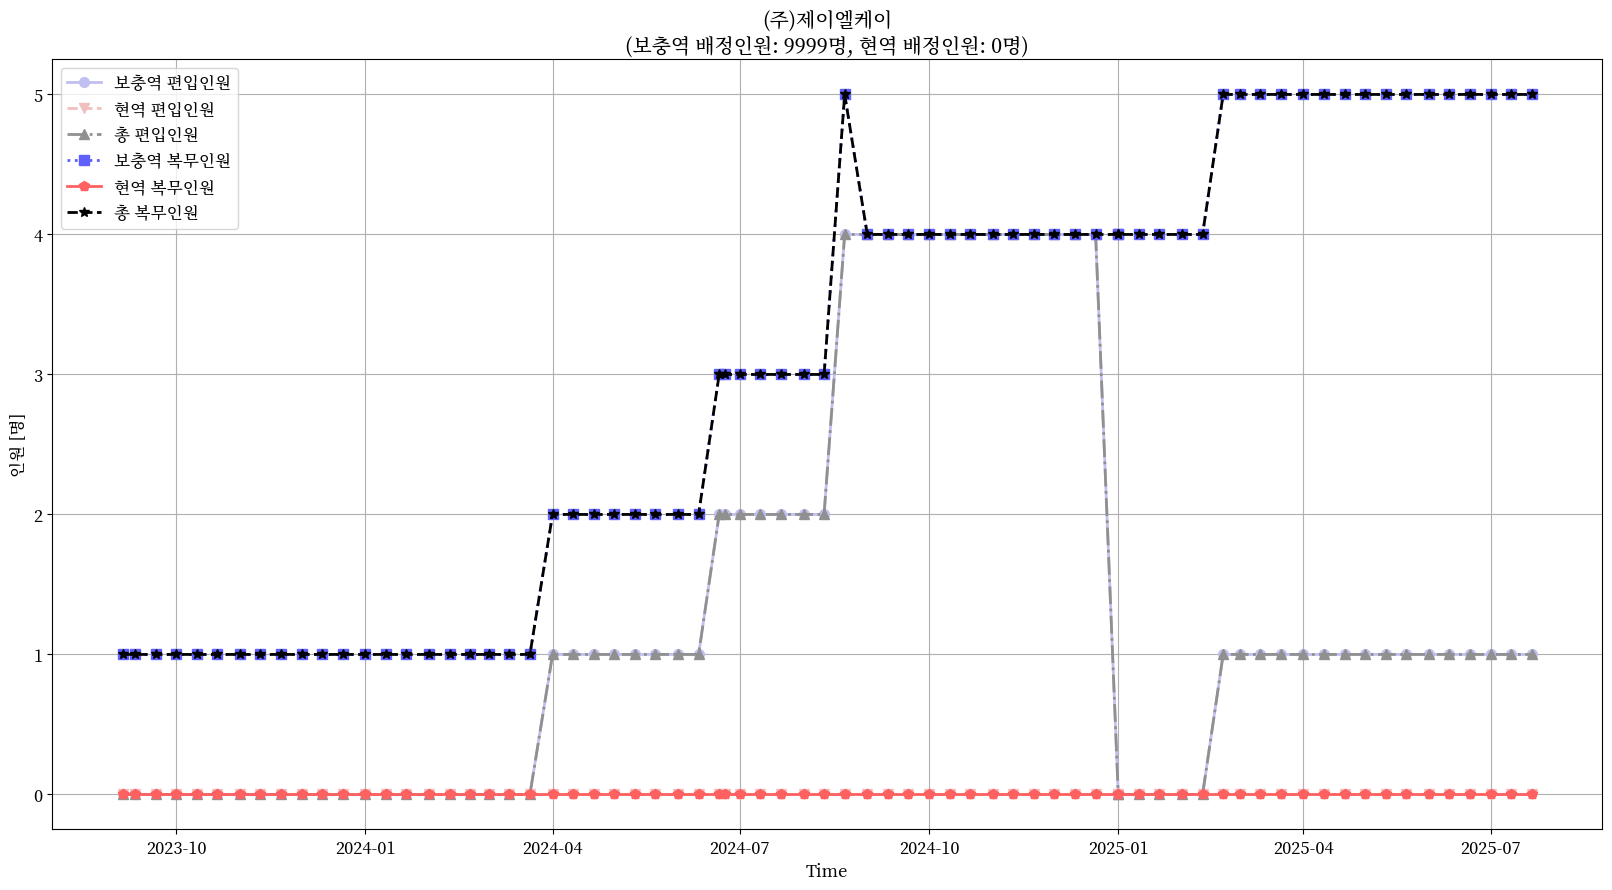 (주)제이엘케이
(보충역 배정인원: 9999명, 현역 배정인원: 0명)
보충역 편입인원
현역 편입인원
총 편입인원
보충역 복무인원
현역 복무인원
총 복무인원
인원 [명]
5
4
3
2
1
0
2023-10
2024-01
2024-04
2024-07
2024-10
2025-01
2025-04
2025-07
Time